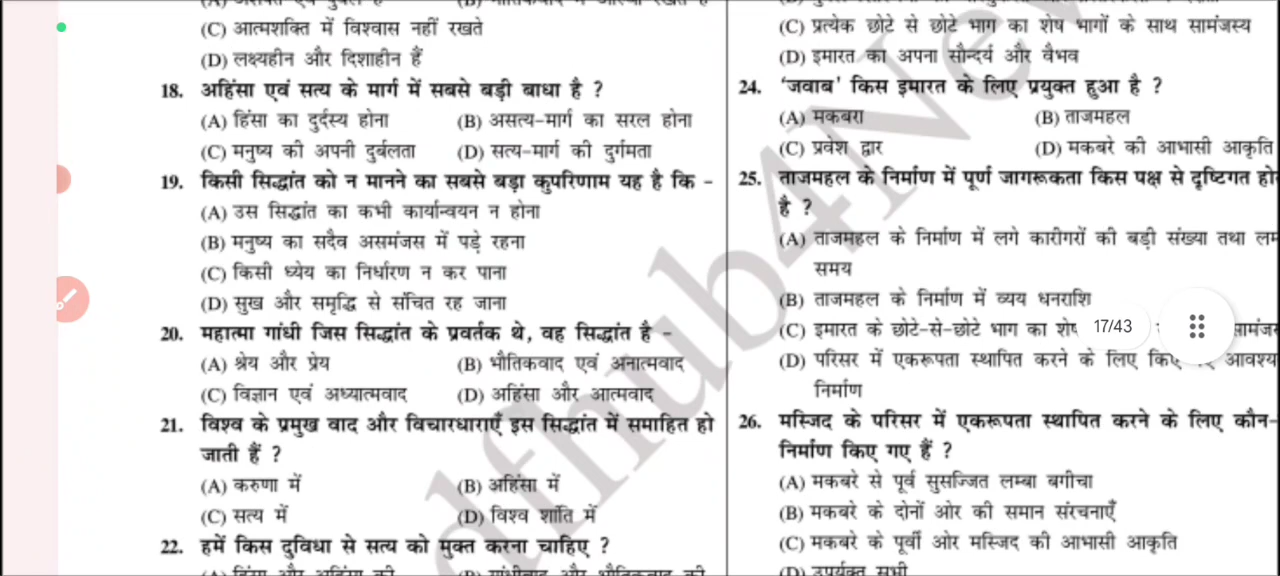 (C) आत्मशक्ति में विश्वास नहीं रखते
(D) लक्ष्यहीन और दिशाहीन हैं
18. अहिंसा एवं सत्य के मार्ग में सबसे बड़ी बाधा है ?
(A) हिंसा का दुर्दस्य होना (B) असत्य-मार्ग का सरल होना
(C) मनुष्य की अपनी दुर्बलता (D) सत्य-मार्ग की दुर्गमता
19. किसी सिद्धांत को न मानने का सबसे बड़ा कुपरिणाम यह है कि -
(A) उस सिद्धांत का कभी कार्यान्वयन न होना
(B) मनुष्य का सदैव असमंजस में पड़े रहना
(C) किसी ध्येय का निर्धारण न कर पाना
(D) सुख और समृद्धि से संचित रह जाना
20. महात्मा गांधी जिस सिद्धांत के प्रवर्तक थे, वह सिद्धांत है -
(A) श्रेय और प्रेय (B) भौतिकवाद एवं अनात्मवाद
(C) विज्ञान एवं अध्यात्मवाद (D) अहिंसा और आत्मवाद
21. विश्व के प्रमुख वाद और विचारधाराएँ इस सिद्धांत में समाहित हो
जाती हैं ?
(A) करुणा में (B) अहिंसा में
(C) सत्य में (D) विश्व शांति में
22. हमें किस दुविधा से सत्य को मुक्त करना चाहिए ?
(A) हिंसा और अहिंसा की (B) गांधीवाद और भौतिकवाद की
(C) प्रत्येक छोटे से छोटे भाग का शेष भागों के साथ सामंजस्य
(D) इमारत का अपना सौन्दर्य और वैभव
24. 'जवाब' किस इमारत के लिए प्रयुक्त हुआ है ?
(A) मकबरा (B) ताजमहल
(C) प्रवेश द्वार (D) मकबरे की आभासी आकृति
25. ताजमहल के निर्माण में पूर्ण जागरूकता किस पक्ष से दृष्टिगत हो
है ?
(A) ताजमहल के निर्माण में लगे कारीगरों की बड़ी संख्या तथा
समय
(B) ताजमहल के निर्माण में व्यय धनराशि
(C) इमारत के छोटे-से-छोटे भाग का 17/43
(D) परिसर में एकरूपता स्थापित करने के लिए
निर्माण
26. मस्जिद के परिसर में एकरूपता स्थापित करने के लिए कौन-
निर्माण किए गए हैं ?
(A) मकबरे से पूर्व सुसज्जित लम्बा बगीचा
(B) मकबरे के दोनों ओर की समान संरचनाएँ
(C) मकबरे के पूर्वी ओर मस्जिद की आभासी आकृति
(D) उपर्युक्त सभी